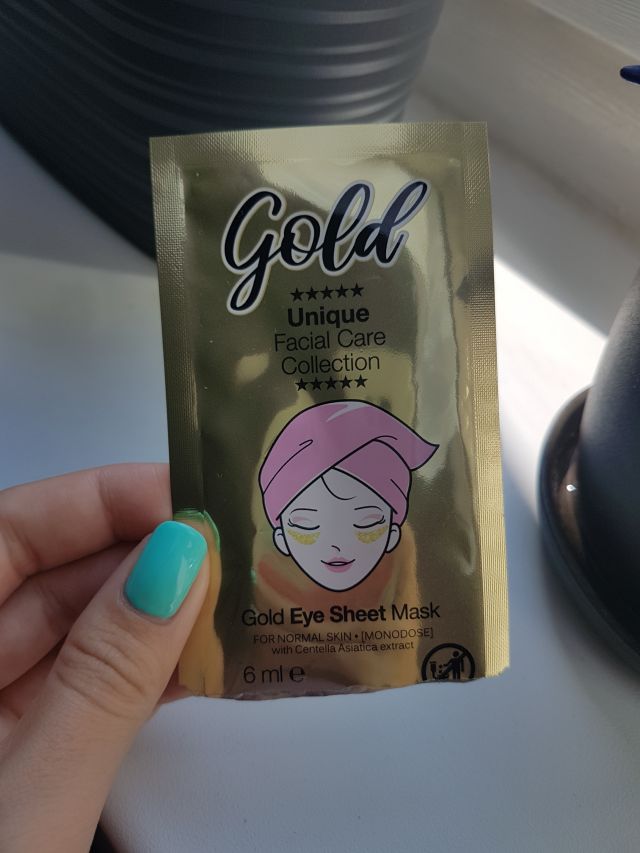 Gold
★★★★★
Unique
Facial Care
Collection
★★★★★
Gold Eye Sheet Mask
FOR NORMAL SKIN • [MONODOSE]
with Centella Asiatica extract
6 ml ℮